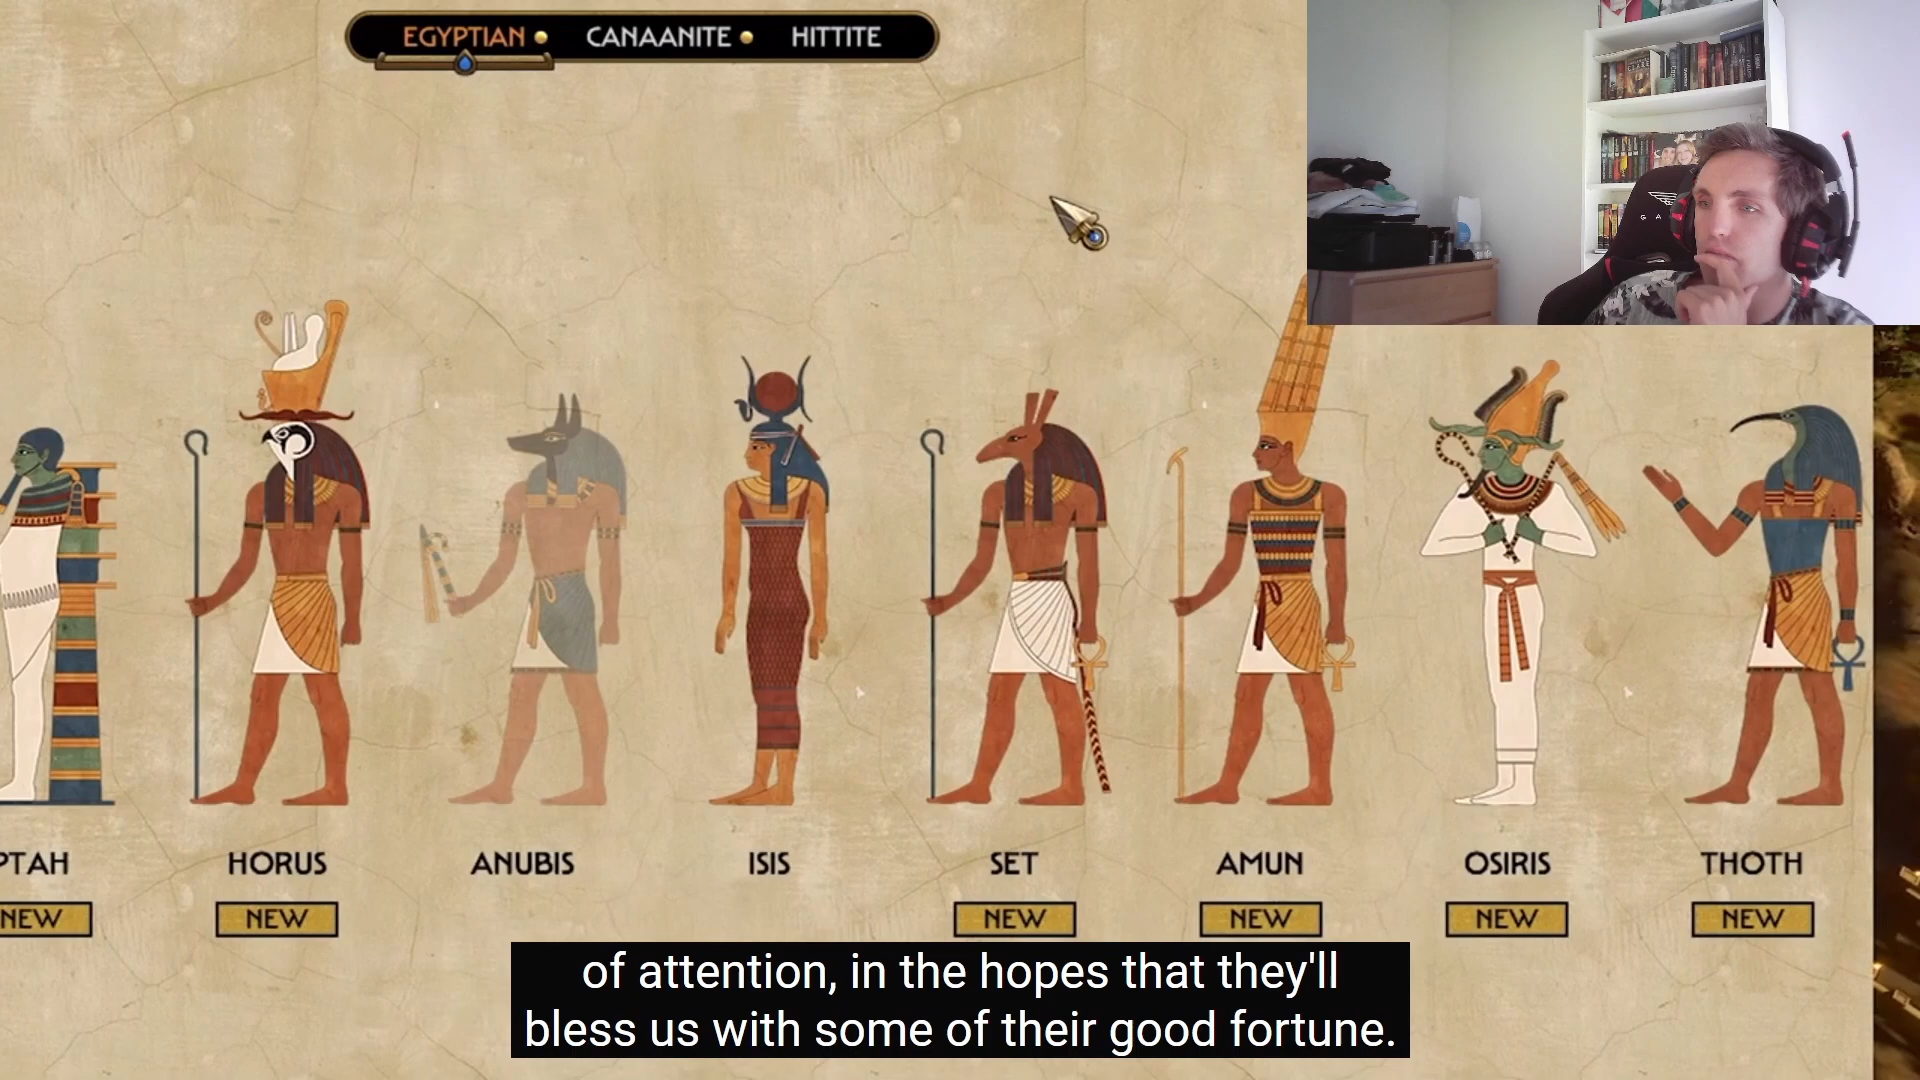 EGYPTIAN CANAANITE HITTITE
PTAH HORUS ANUBIS ISIS SET AMUN OSIRIS THOTH
NEW NEW NEW NEW NEW NEW
of attention, in the hopes that they'll
bless us with some of their good fortune.